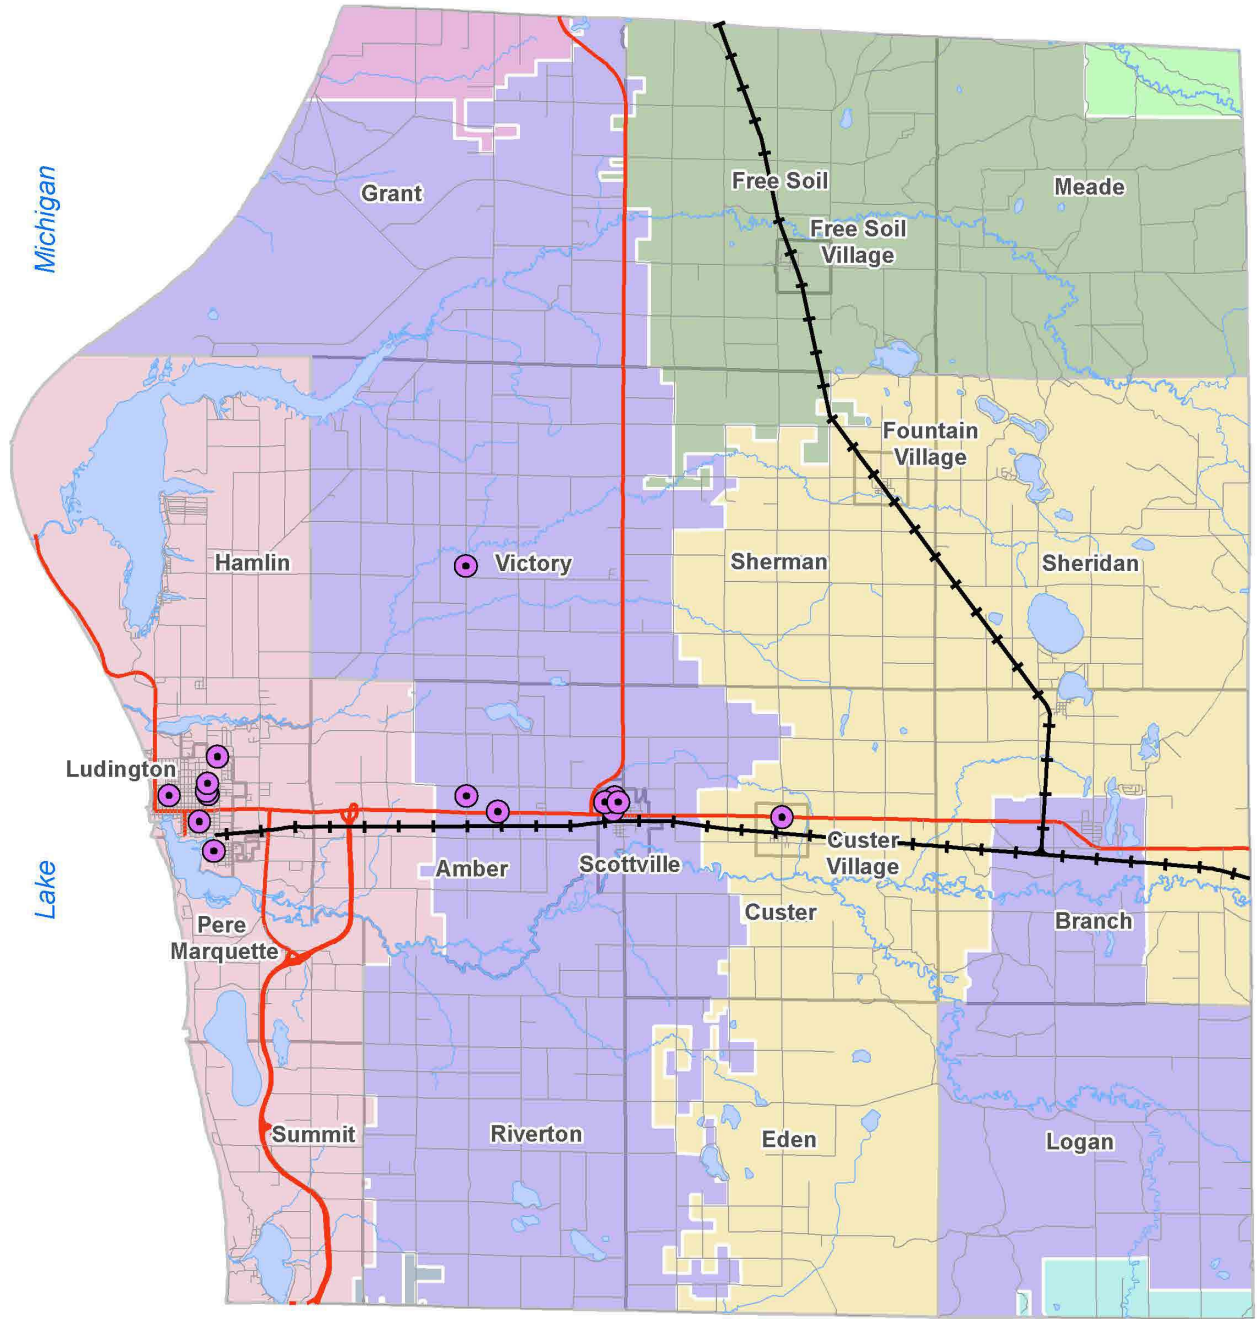 Michigan
Grant
Free Soil
Meade
Free Soil
Village
Fountain
Village
Hamlin
Victory
Sherman
Sheridan
Ludington
Lake
Amber
Scottville
Custer
Village
Pere
Marquette
Custer
Branch
Summit
Riverton
Eden
Logan